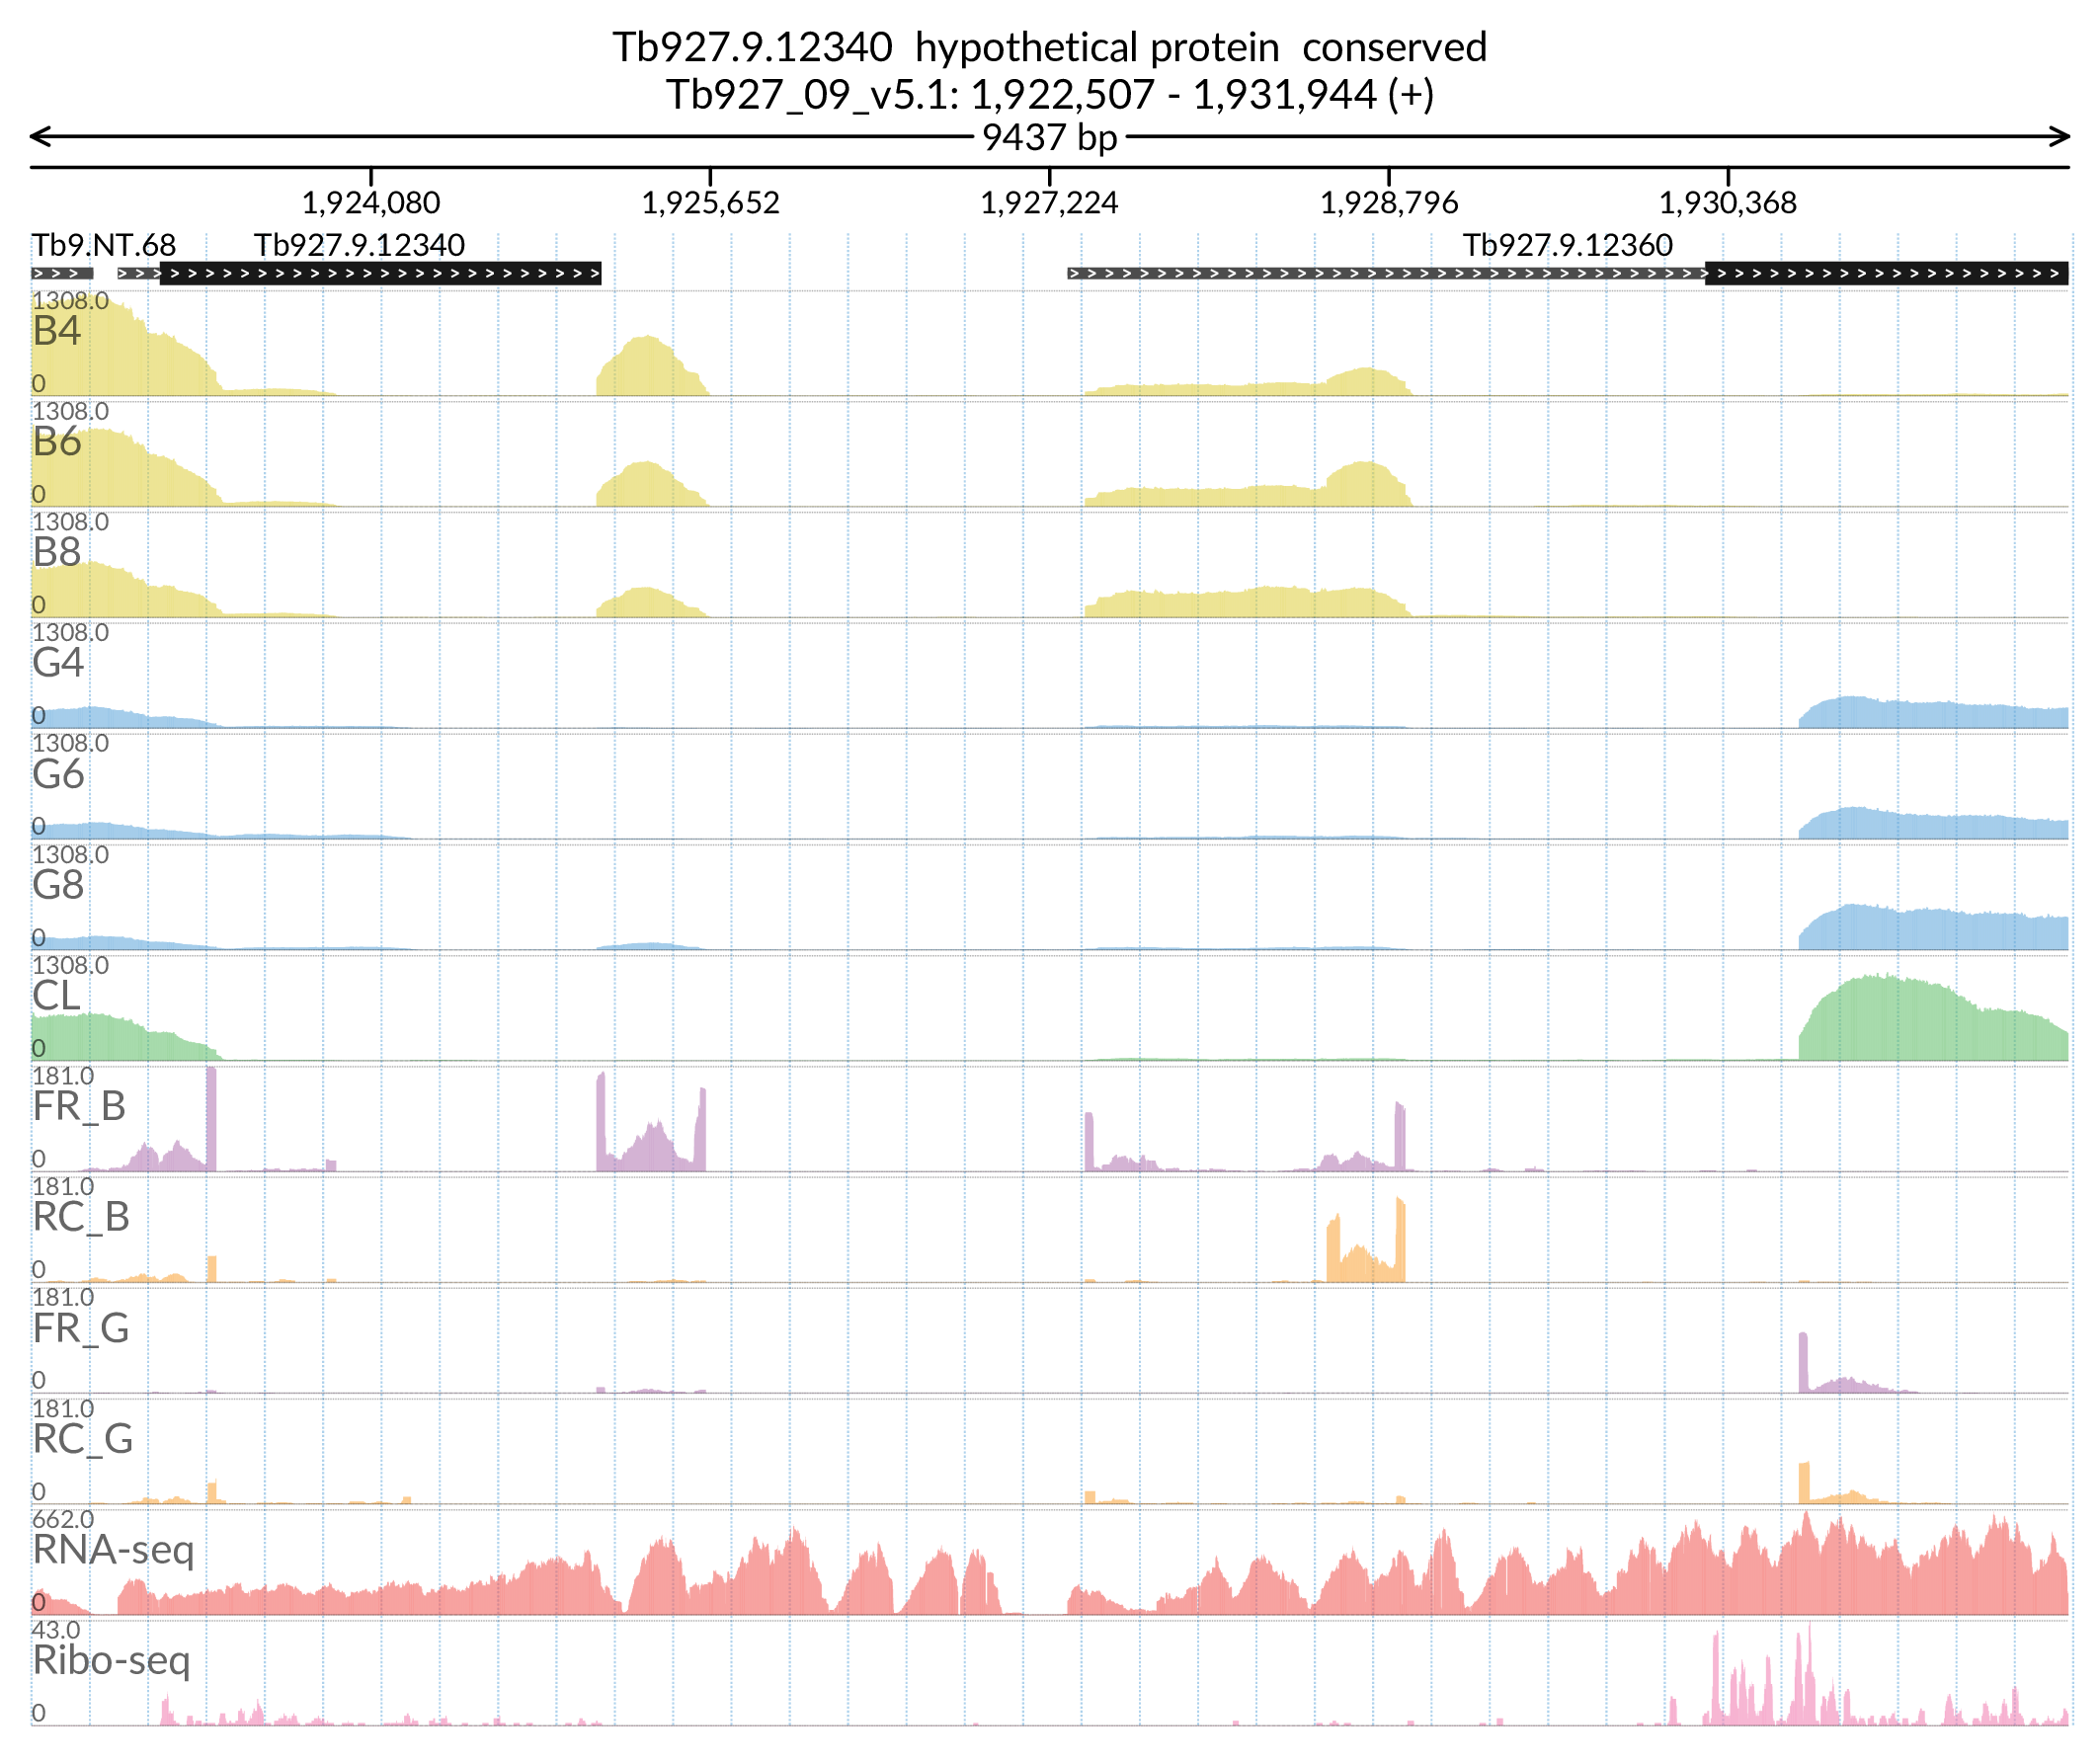 Tb927.9.12340 hypothetical protein conserved
Tb927_09_v5.1: 1,922,507 - 1,931,944 (+)
9437 bp
1,924,080 1,925,652 1,927,224 1,928,796 1,930,368
Tb9.NT.68 Tb927.9.12340 Tb927.9.12360
1308.0
B4
0
1308.0
B6
0
1308.0
B8
0
1308.0
G4
0
1308.0
G6
0
1308.0
G8
0
1308.0
CL
0
181.0
FR_B
0
181.0
RC_B
0
181.0
FR_G
0
181.0
RC_G
0
662.0
RNA-seq
0
43.0
Ribo-seq
0